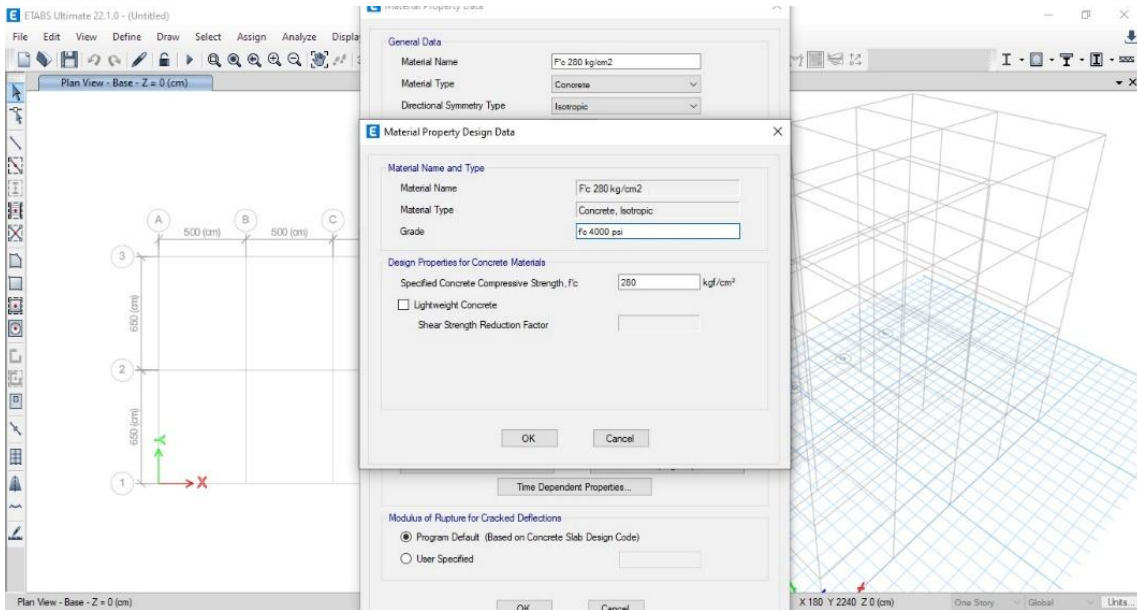 ETABS Ultimate 22.1.0 - (Untitled)
File Edit View Define Draw Select Assign Analyze Displa
Plan View - Base - Z = 0 (cm)
Material Property Data
General Data
Material Name F'c 280 kg/cm2
Material Type Concrete
Directional Symmetry Type Isotropic
Material Property Design Data
Material Name and Type
Material Name F'c 280 kg/cm2
Material Type Concrete, Isotropic
Grade f'c 4000 psi
Design Properties for Concrete Materials
Specified Concrete Compressive Strength, f'c 280 kgf/cm²
Lightweight Concrete
Shear Strength Reduction Factor
OK Cancel
Time Dependent Properties...
Modulus of Rupture for Cracked Deflections
Program Default (Based on Concrete Slab Design Code)
User Specified
OK Cancel
A B C
500 (cm) 500 (cm)
3
650 (cm)
2
650 (cm)
Y
1 X
Plan View - Base - Z = 0 (cm)
X 180 Y 2240 Z 0 (cm) One Story Global Units...